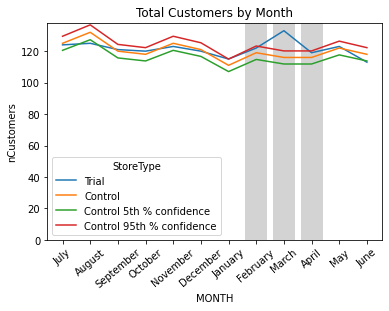 Total Customers by Month
nCustomers
120
100
80
60
40
20
0
StoreType
Trial
Control
Control 5th % confidence
Control 95th % confidence
July
August
September
October
November
December
January
February
March
April
May
June
MONTH